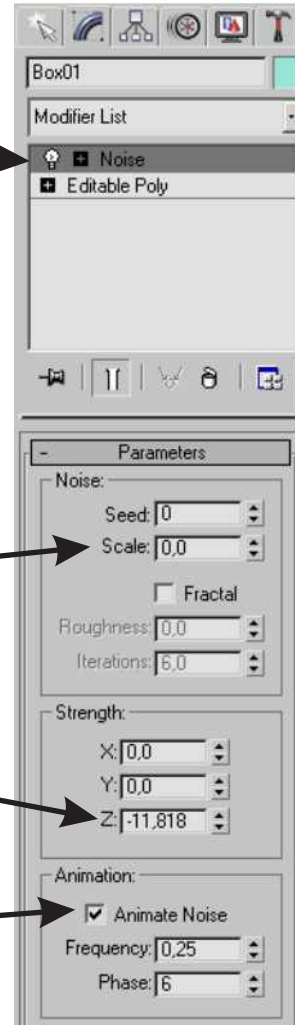 Box01
Modifier List
Noise
Editable Poly
- Parameters
Noise:
Seed: 0
Scale: 0,0
Fractal
Roughness: 0,0
Iterations: 6,0
Strength:
X: 0,0
Y: 0,0
Z: -11,818
Animation:
Animate Noise
Frequency: 0,25
Phase: 6